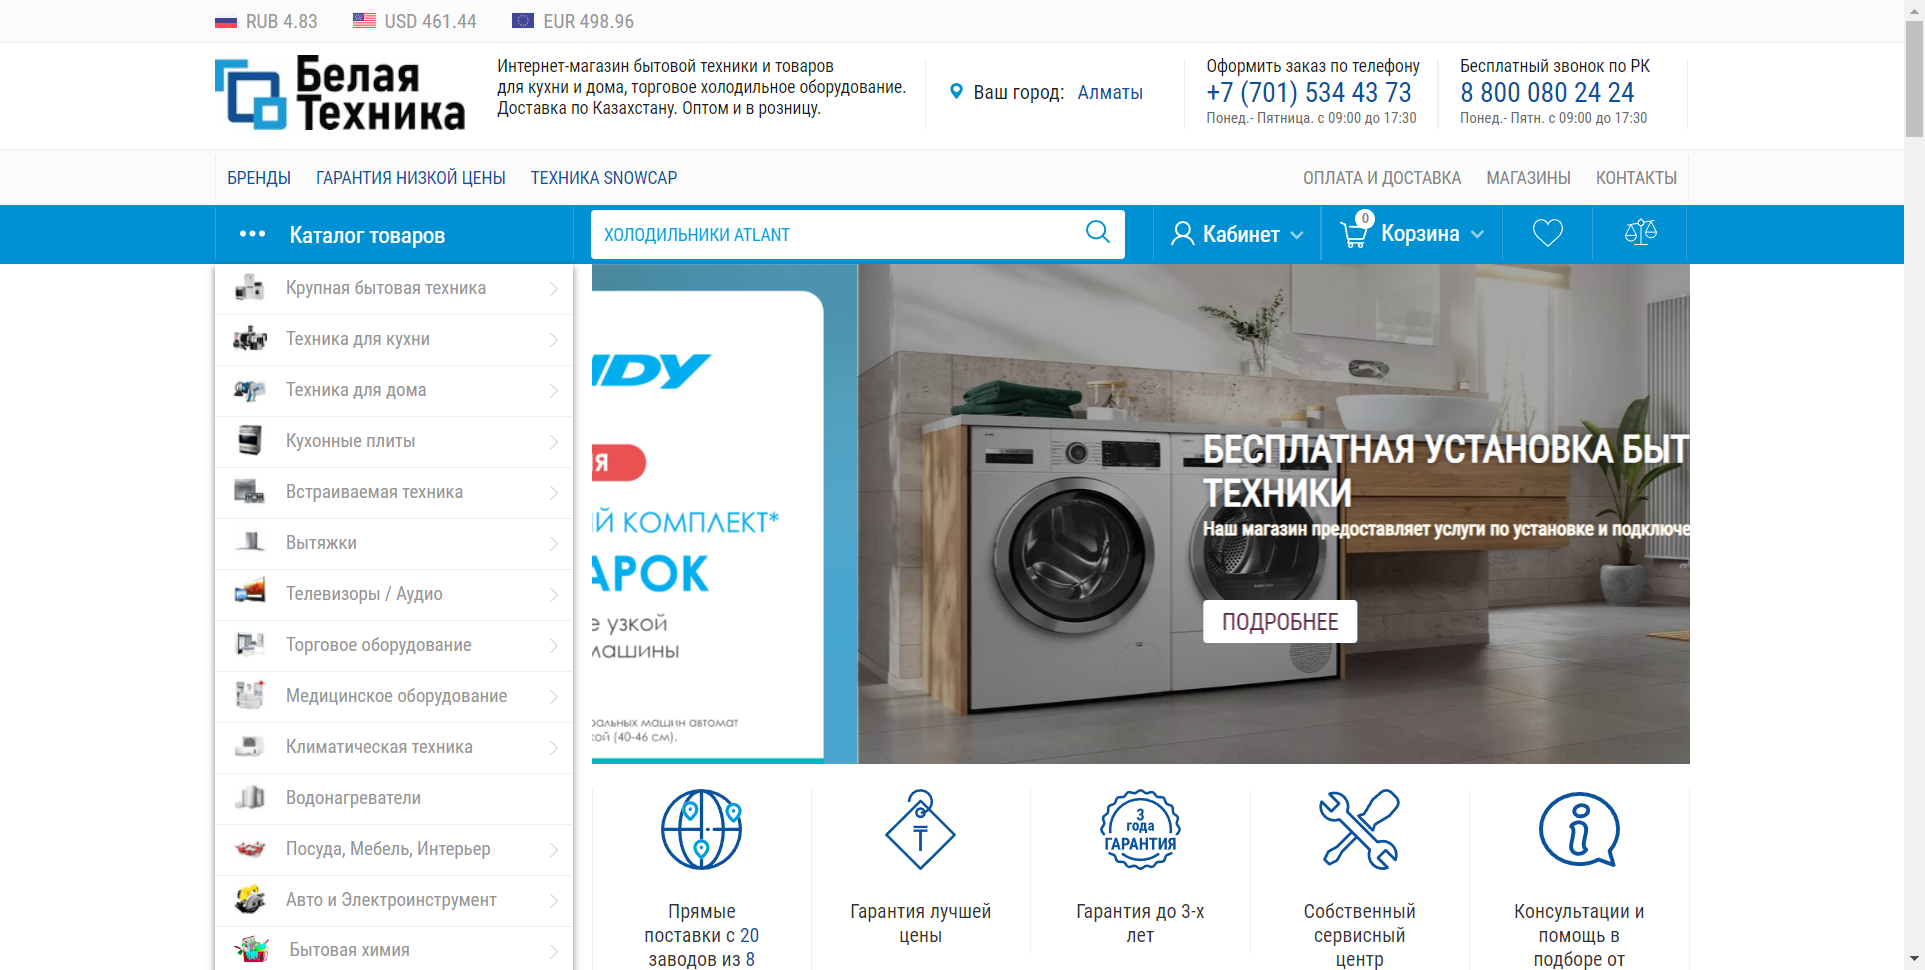 RUB 4.83 USD 461.44 EUR 498.96
Белая
Техника
Интернет-магазин бытовой техники и товаров
для кухни и дома, торговое холодильное оборудование.
Доставка по Казахстану. Оптом и в розницу.
Ваш город: Алматы
Оформить заказ по телефону
+7 (701) 534 43 73
Понед.- Пятница. с 09:00 до 17:30
Бесплатный звонок по РК
8 800 080 24 24
Понед.- Пятн. с 09:00 до 17:30
БРЕНДЫ ГАРАНТИЯ НИЗКОЙ ЦЕНЫ ТЕХНИКА SNOWCAP ОПЛАТА И ДОСТАВКА МАГАЗИНЫ КОНТАКТЫ
Каталог товаров
ХОЛОДИЛЬНИКИ ATLANT
Кабинет
0
Корзина
Крупная бытовая техника
Техника для кухни
Техника для дома
Кухонные плиты
Встраиваемая техника
Вытяжки
Телевизоры / Аудио
Торговое оборудование
Медицинское оборудование
Климатическая техника
Водонагреватели
Посуда, Мебель, Интерьер
Авто и Электроинструмент
Бытовая химия
NDY
Я
ИЙ КОМПЛЕКТ*
АРОК
е узкой
машины
ральных машин автомат
кой (40-46 см).
БЕСПЛАТНАЯ УСТАНОВКА БЫТ
ТЕХНИКИ
Наш магазин предоставляет услуги по установке и подключе
ПОДРОБНЕЕ
Прямые
поставки с 20
заводов из 8
Гарантия лучшей
цены
3
года
ГАРАНТИЯ
Гарантия до 3-х
лет
Собственный
сервисный
центр
Консультации и
помощь в
подборе от